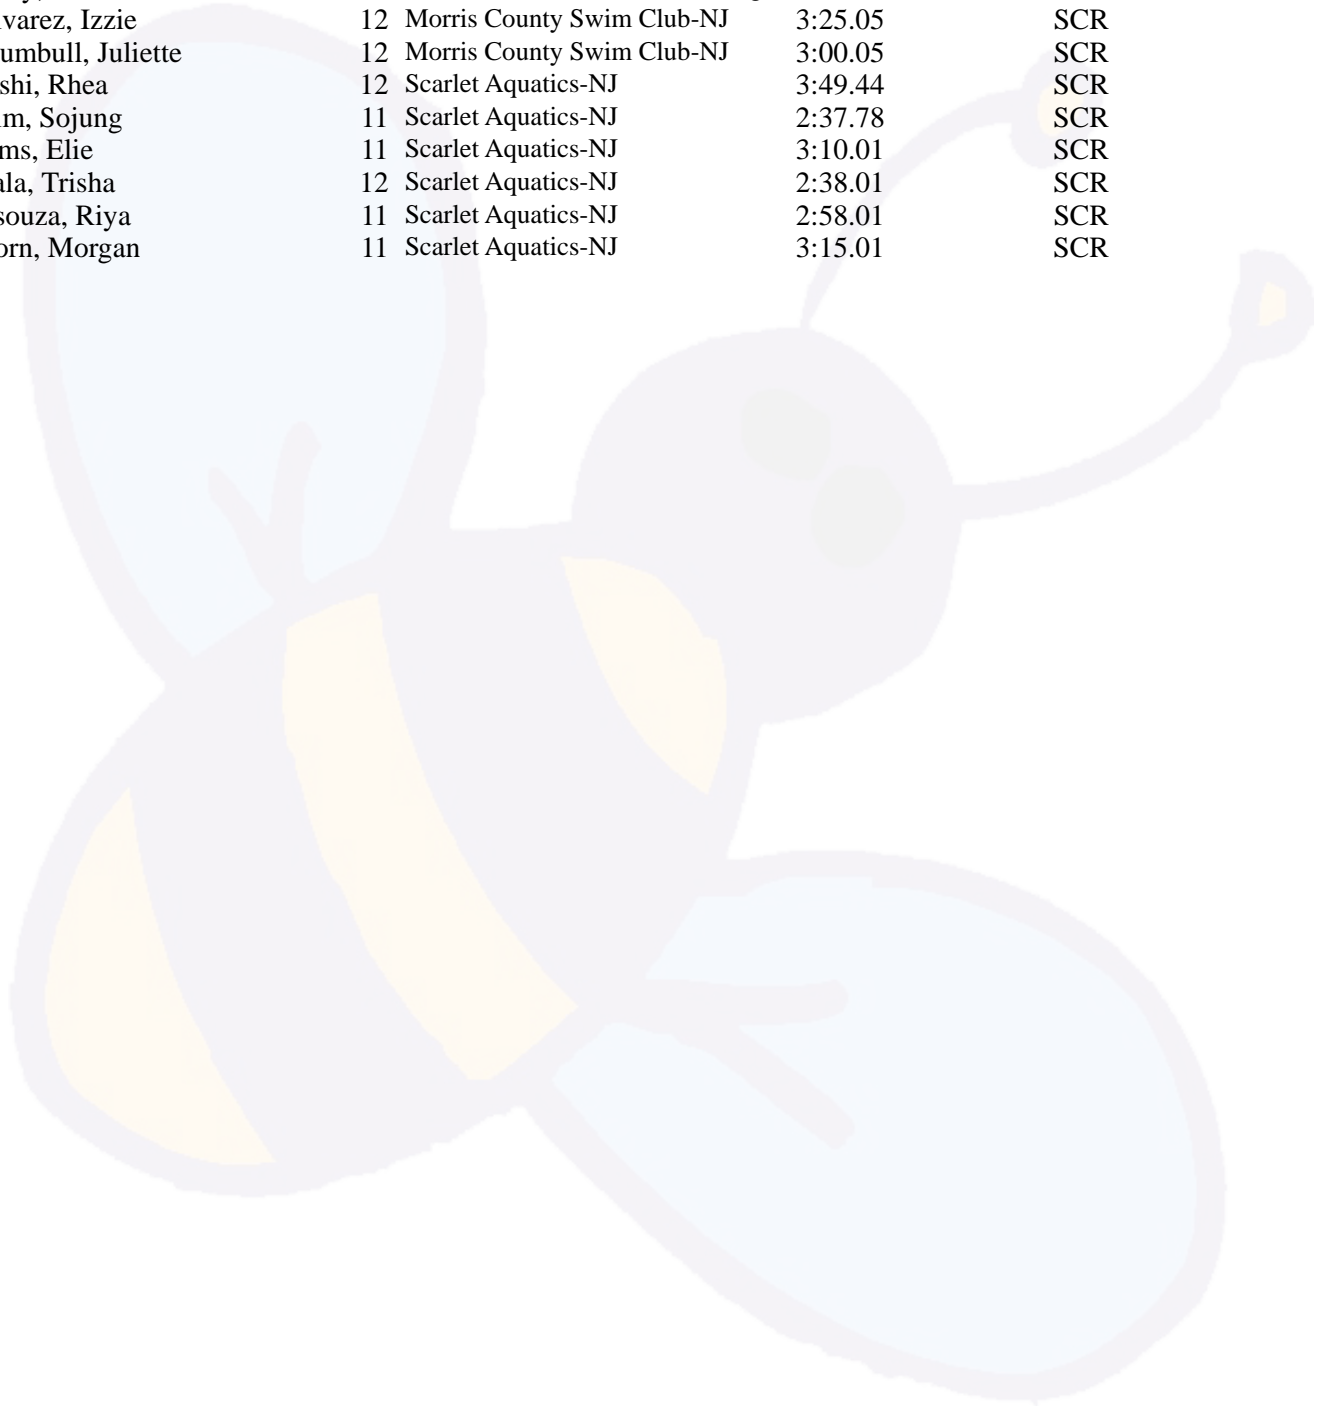 lvarez, Izzie 12 Morris County Swim Club-NJ 3:25.05 SCR
umbull, Juliette 12 Morris County Swim Club-NJ 3:00.05 SCR
shi, Rhea 12 Scarlet Aquatics-NJ 3:49.44 SCR
im, Sojung 11 Scarlet Aquatics-NJ 2:37.78 SCR
ms, Elie 11 Scarlet Aquatics-NJ 3:10.01 SCR
ala, Trisha 12 Scarlet Aquatics-NJ 2:38.01 SCR
souza, Riya 11 Scarlet Aquatics-NJ 2:58.01 SCR
orn, Morgan 11 Scarlet Aquatics-NJ 3:15.01 SCR